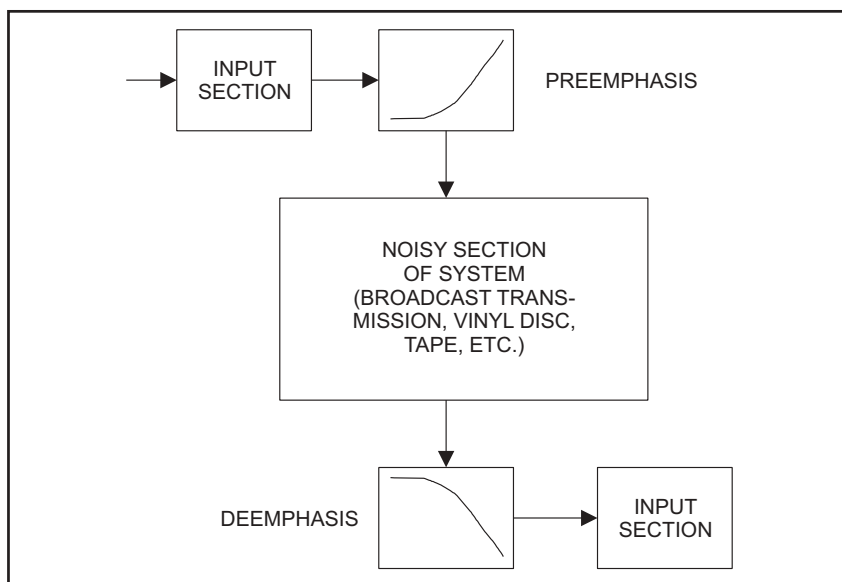 INPUT
SECTION
PREEMPHASIS
NOISY SECTION
OF SYSTEM
(BROADCAST TRANS-
MISSION, VINYL DISC,
TAPE, ETC.)
DEEMPHASIS
INPUT
SECTION